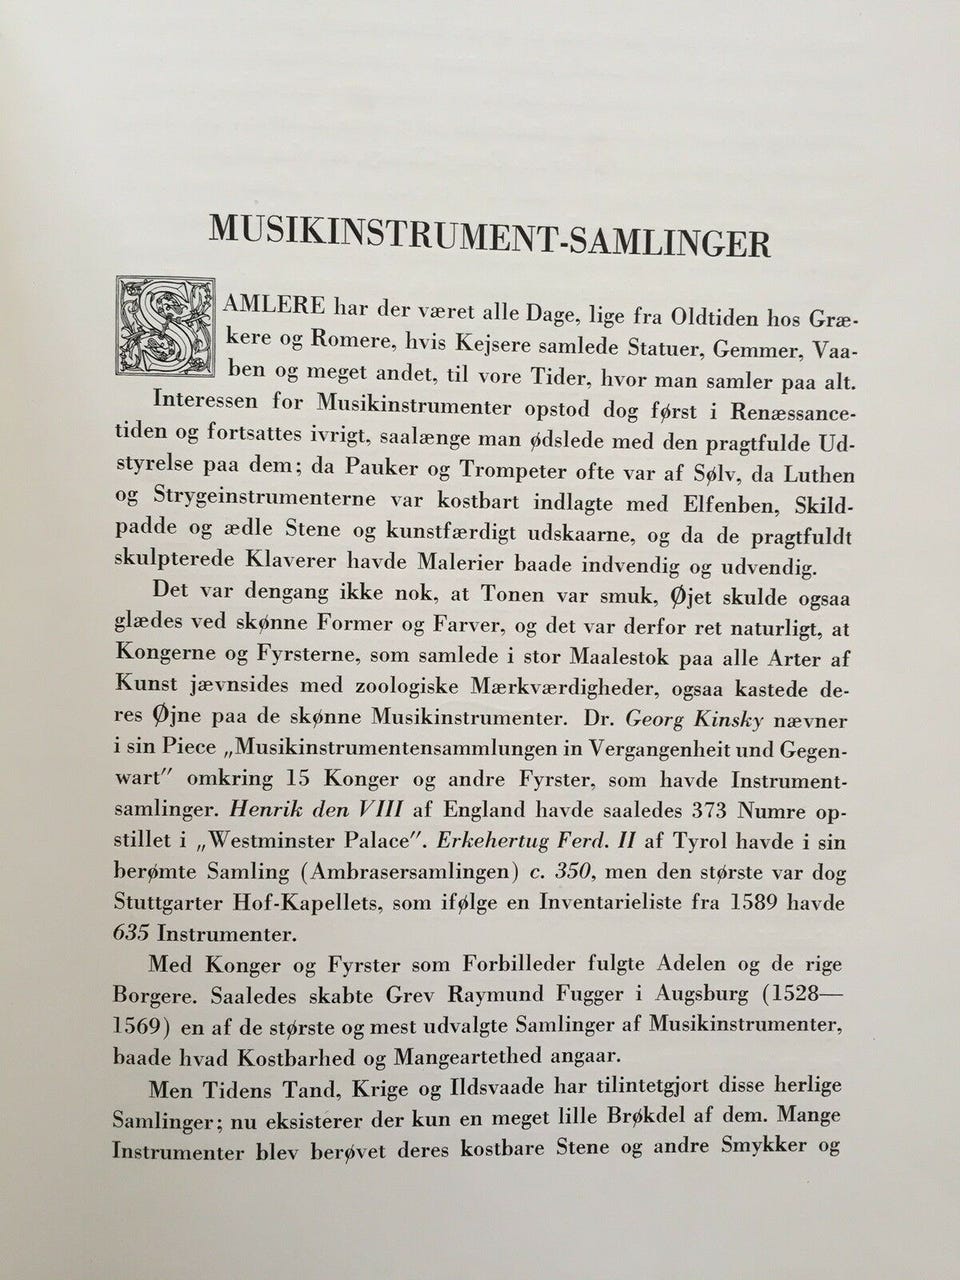 MUSIKINSTRUMENT-SAMLINGER
SAMLERE har der været alle Dage, lige fra Oldtiden hos Græ-
kere og Romere, hvis Kejsere samlede Statuer, Gemmer, Vaa-
ben og meget andet, til vore Tider, hvor man samler paa alt.
Interessen for Musikinstrumenter opstod dog først i Renæssance-
tiden og fortsattes ivrigt, saalænge man ødslede med den pragtfulde Ud-
styrelse paa dem; da Pauker og Trompeter ofte var af Sølv, da Luthen
og Strygeinstrumenterne var kostbart indlagte med Elfenben, Skild-
padde og ædle Stene og kunstfærdigt udskaarne, og da de pragtfuldt
skulpterede Klaverer havde Malerier baade indvendig og udvendig.
Det var dengang ikke nok, at Tonen var smuk, Øjet skulde ogsaa
glædes ved skønne Former og Farver, og det var derfor ret naturligt, at
Kongerne og Fyrsterne, som samlede i stor Maalestok paa alle Arter af
Kunst jævnsides med zoologiske Mærkværdigheder, ogsaa kastede de-
res Øjne paa de skønne Musikinstrumenter. Dr. Georg Kinsky nævner
i sin Piece „Musikinstrumentensammlungen in Vergangenheit und Gegen-
wart” omkring 15 Konger og andre Fyrster, som havde Instrument-
samlinger. Henrik den VIII af England havde saaledes 373 Numre op-
stillet i „Westminster Palace”. Erkehertug Ferd. II af Tyrol havde i sin
berømte Samling (Ambrasersamlingen) c. 350, men den største var dog
Stuttgarter Hof-Kapellets, som ifølge en Inventarieliste fra 1589 havde
635 Instrumenter.
Med Konger og Fyrster som Forbilleder fulgte Adelen og de rige
Borgere. Saaledes skabte Grev Raymund Fugger i Augsburg (1528—
1569) en af de største og mest udvalgte Samlinger af Musikinstrumenter,
baade hvad Kostbarhed og Mangeartethed angaar.
Men Tidens Tand, Krige og Ildsvaade har tilintetgjort disse herlige
Samlinger; nu eksisterer der kun en meget lille Brøkdel af dem. Mange
Instrumenter blev berøvet deres kostbare Stene og andre Smykker og